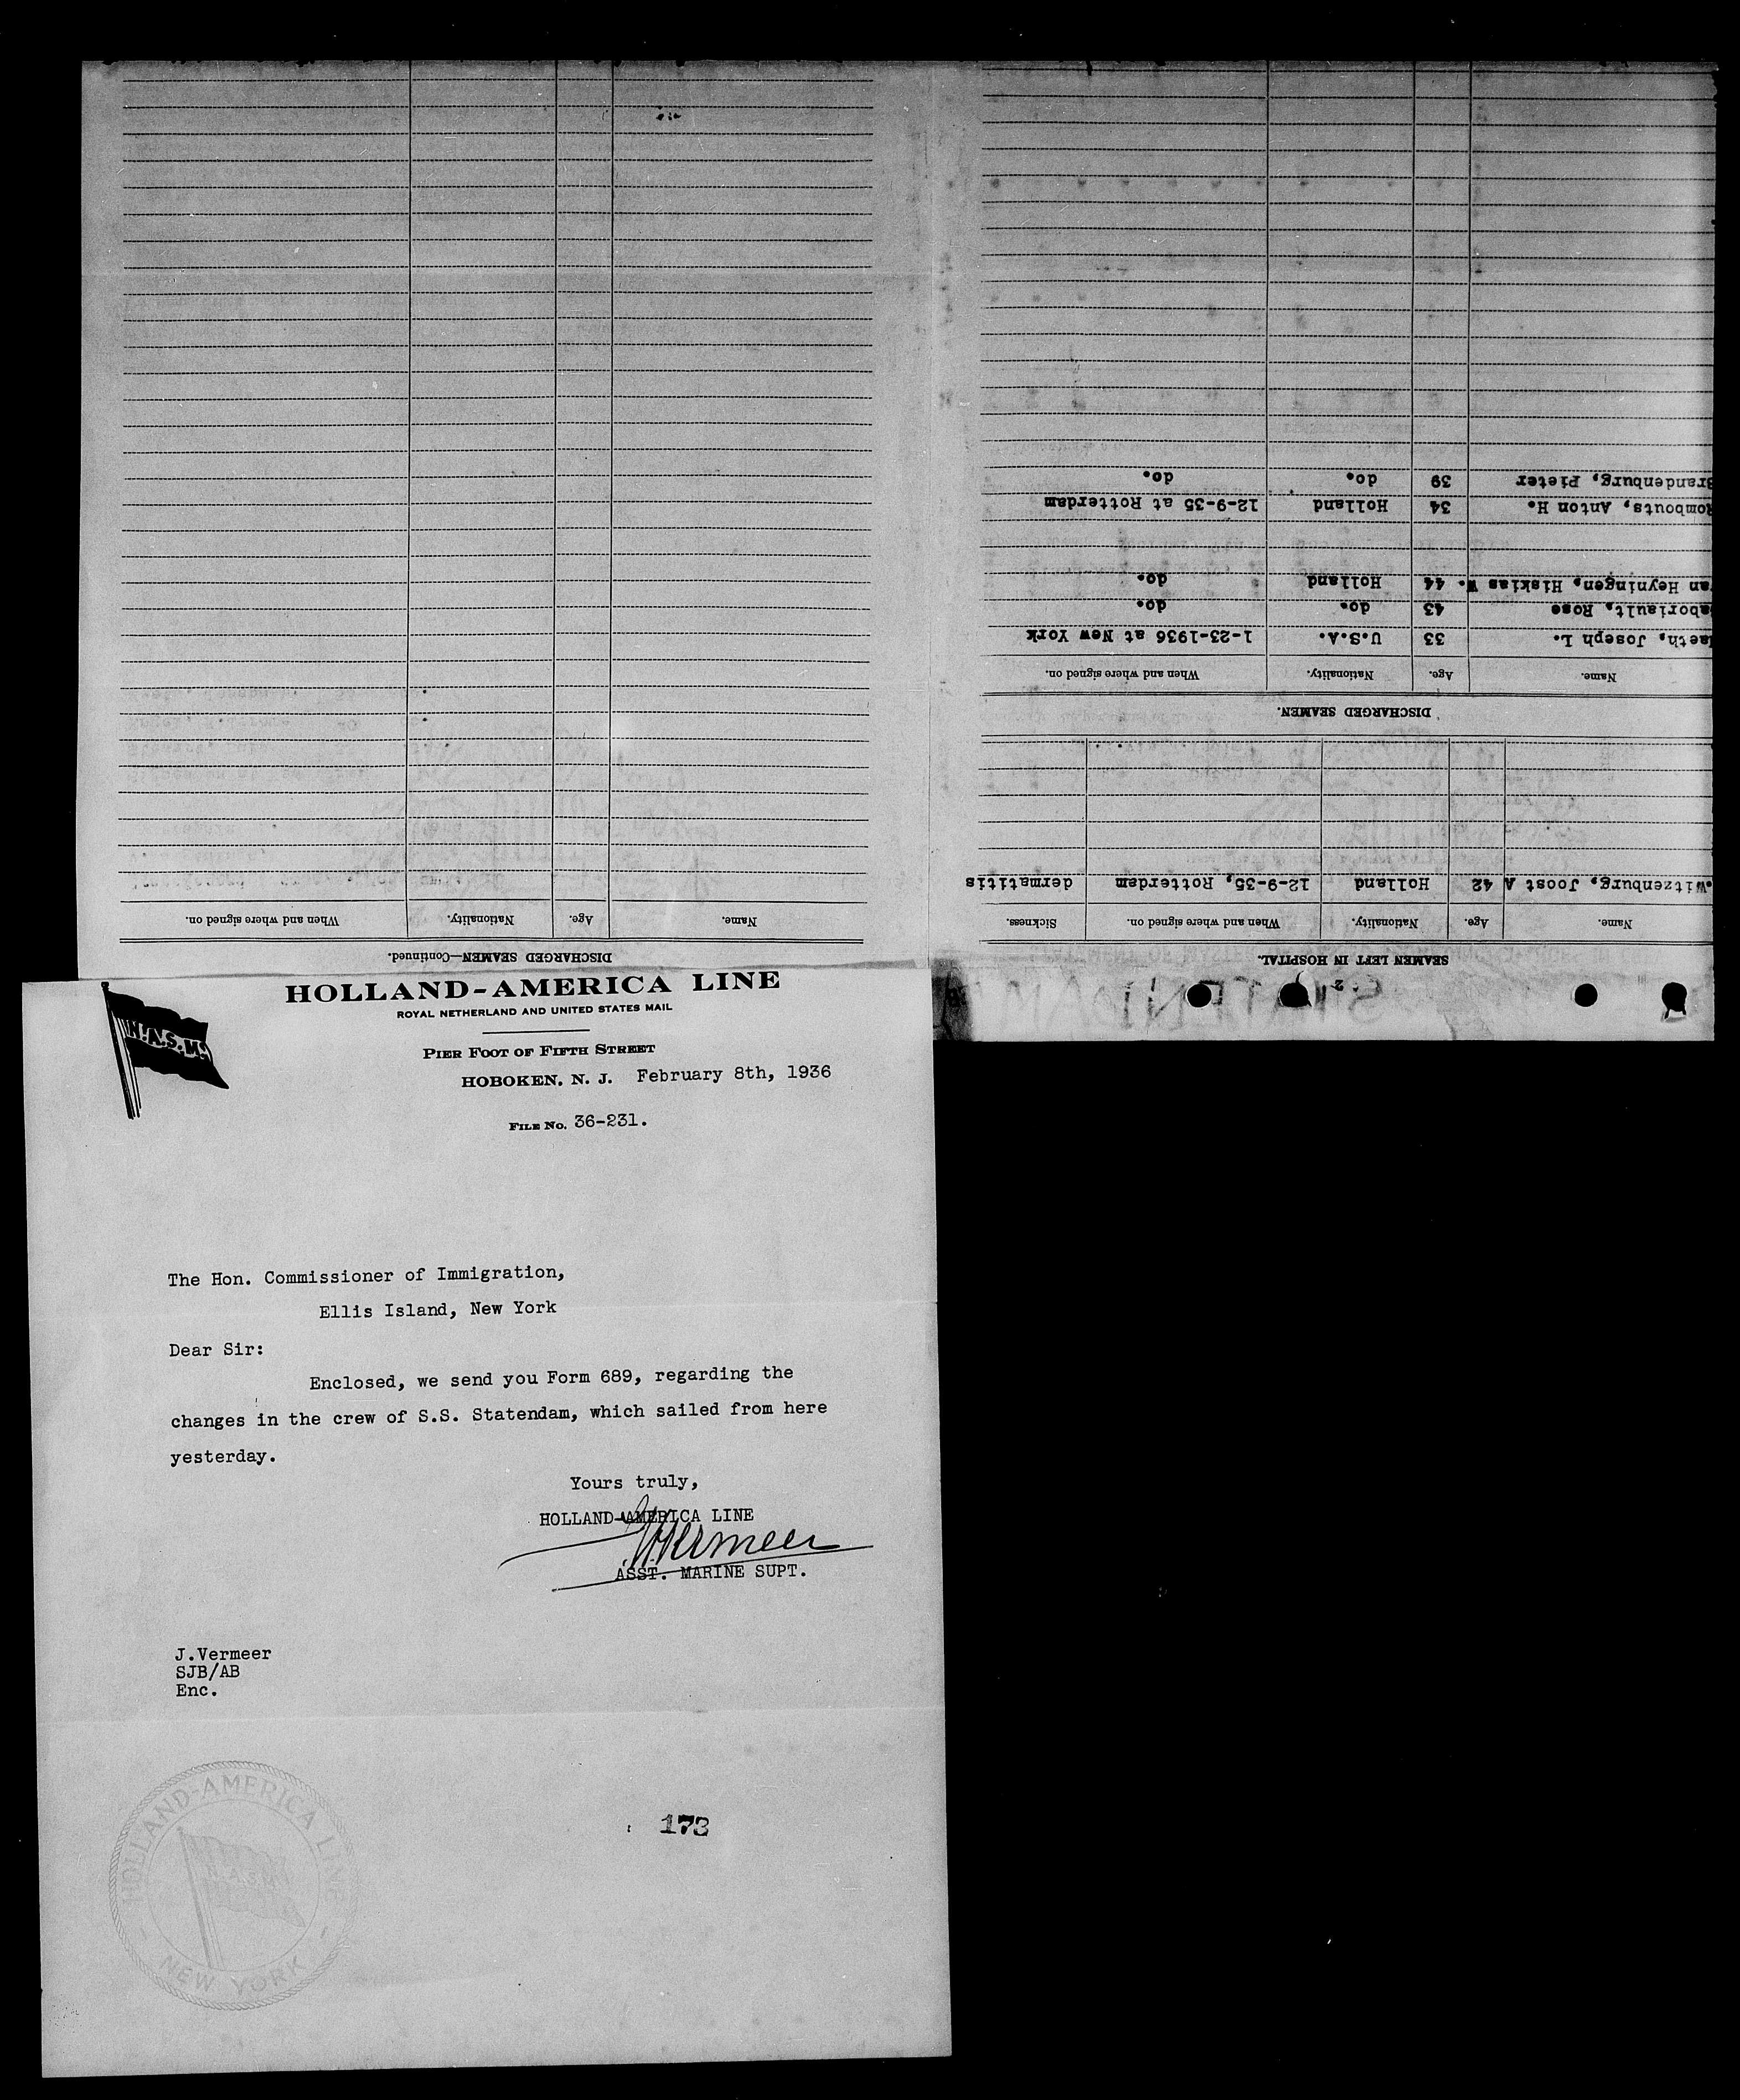 HOLLAND-AMERICA LINE
ROYAL NETHERLAND AND UNITED STATES MAIL
N.A.S.M.
PIER FOOT OF FIFTH STREET
HOBOKEN, N. J. February 8th, 1936
FILE No. 36-231.
The Hon. Commissioner of Immigration,
Ellis Island, New York
Dear Sir:
Enclosed, we send you Form 689, regarding the
changes in the crew of S.S. Statendam, which sailed from here
yesterday.
Yours truly,
HOLLAND-AMERICA LINE
J. Vermeer
ASST. MARINE SUPT.
J.Vermeer
SJB/AB
Enc.
173
HOLLAND-AMERICA LINE
N.A.S.M.
NEW YORK
SEAMEN LEFT IN HOSPITAL.
Name. Age. Nationality. When and where signed on. Sickness.
.Witzenburg, Joost A 42 Holland 12-9-35, Rotterdam dermatitis
DISCHARGED SEAMEN.
Name. Age. Nationality. When and where signed on.
Joseph L. 33 U.S.A. 1-23-1936 at New York
Rose 43 do. do.
Heyningen, Hiskias W. 44 Holland do.
Rombouts, Anton H. 34 Holland 12-9-35 at Rotterdam
Brandenburg, Pieter 39 do. do.
DISCHARGED SEAMEN—Continued.
Name. Age. Nationality. When and where signed on.